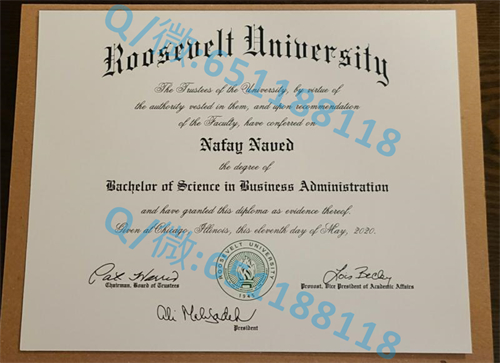 Roosevelt University
The Trustees of the University, by virtue of
the authority vested in them, and upon recommendation
of the Faculty, have conferred on
Nafay Naved
the degree of
Bachelor of Science in Business Administration
and have granted this diploma as evidence thereof.
Given at Chicago, Illinois, this eleventh day of May, 2020.
ROOSEVELT UNIVERSITY
1945
Chairman, Board of Trustees
Provost, Vice President of Academic Affairs
Ali Malekzadeh
President
Q/微:651188118
Q/微:651188118